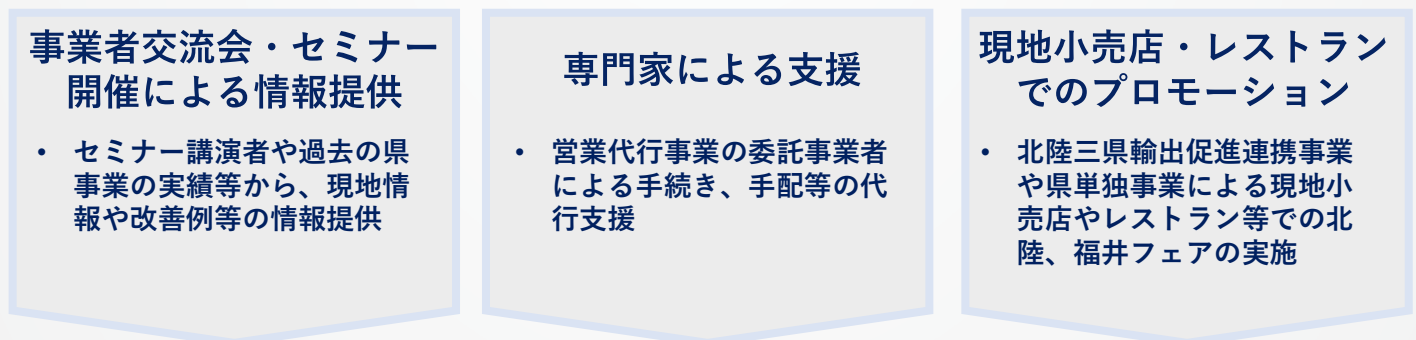 事業者交流会・セミナー
開催による情報提供
• セミナー講演者や過去の県
事業の実績等から、現地情
報や改善例等の情報提供
専門家による支援
• 営業代行事業の委託事業者
による手続き、手配等の代
行支援
現地小売店・レストラン
でのプロモーション
• 北陸三県輸出促進連携事業
や県単独事業による現地小
売店やレストラン等での北
陸、福井フェアの実施